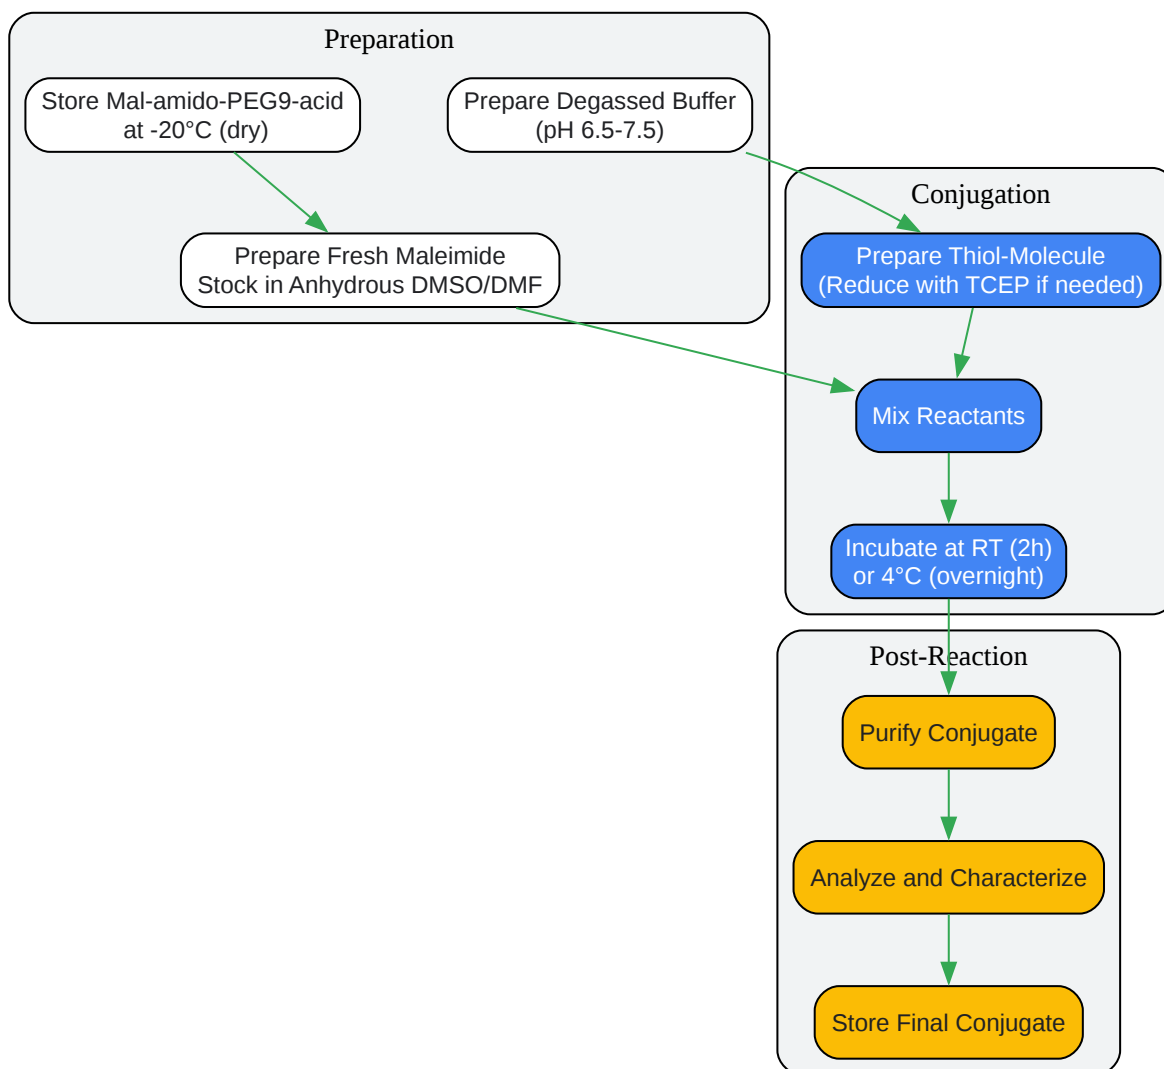 Preparation
Store Mal-amido-PEG9-acid
at -20°C (dry)
Prepare Degassed Buffer
(pH 6.5-7.5)
Prepare Fresh Maleimide
Stock in Anhydrous DMSO/DMF
Conjugation
Prepare Thiol-Molecule
(Reduce with TCEP if needed)
Mix Reactants
Incubate at RT (2h)
or 4°C (overnight)
Post-Reaction
Purify Conjugate
Analyze and Characterize
Store Final Conjugate